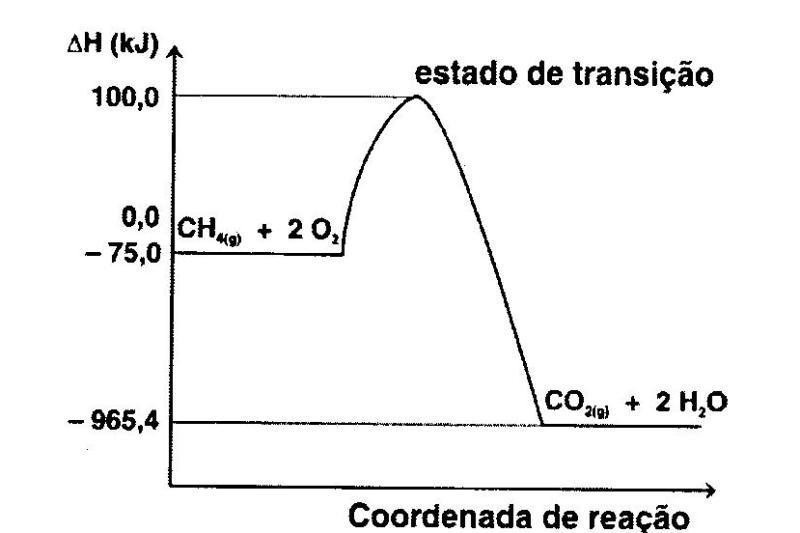 ΔH (kJ)
estado de transição
100,0
0,0
CH₄(g) + 2 O₂
– 75,0
CO₂(g) + 2 H₂O
– 965,4
Coordenada de reação